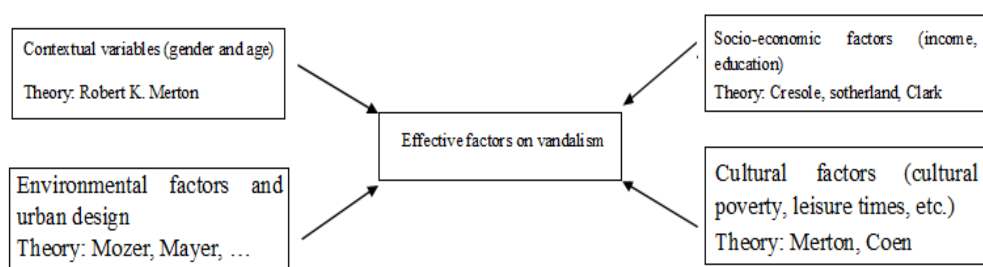 Contextual variables (gender and age)
Theory: Robert K. Merton
Socio-economic factors (income,
education)
Theory: Cresole, sotherland, Clark
Effective factors on vandalism
Environmental factors and
urban design
Theory: Mozer, Mayer, …
Cultural factors (cultural
poverty, leisure times, etc.)
Theory: Merton, Coen